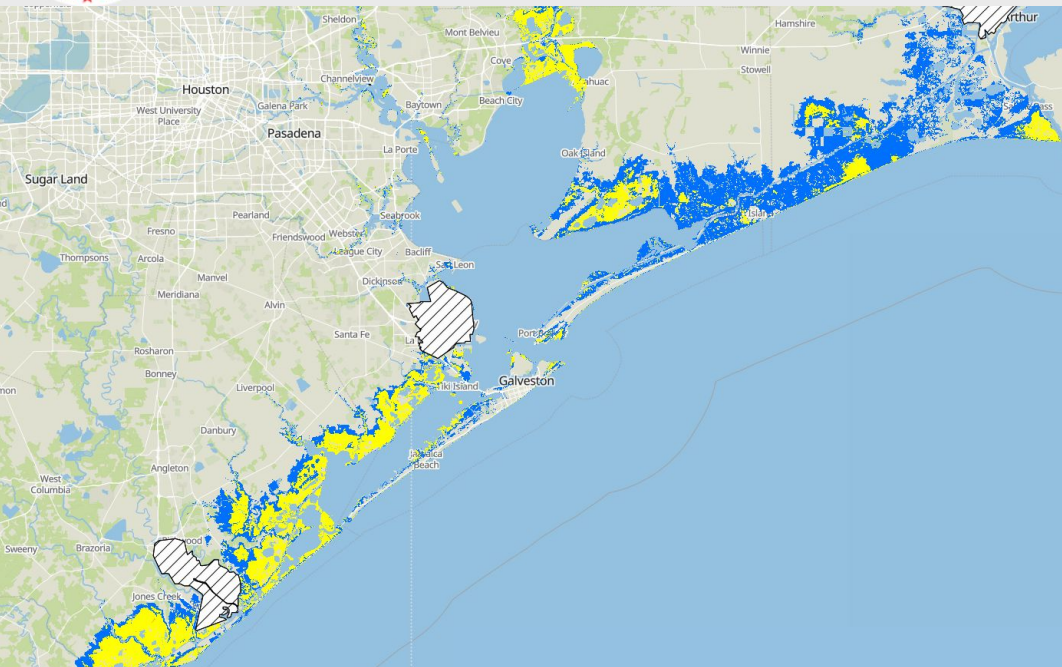 Sheldon
Mont Belvieu
Hamshire
Winnie
Stowell
Cove
Channelview
Houston
Galena Park
Baytown
Beach City
West University
Place
Pasadena
La Porte
Oak Island
Sugar Land
Pearland
Seabrook
Fresno
Friendswood
Webster
League City
Bacliff
Thompsons
Arcola
San Leon
Manvel
Dickinson
Meridiana
Alvin
Santa Fe
La
Port
Rosharon
Bonney
Galveston
Tiki Island
Liverpool
Danbury
Jamaica
Beach
Angleton
West
Columbia
Sweeny
Brazoria
Jones Creek